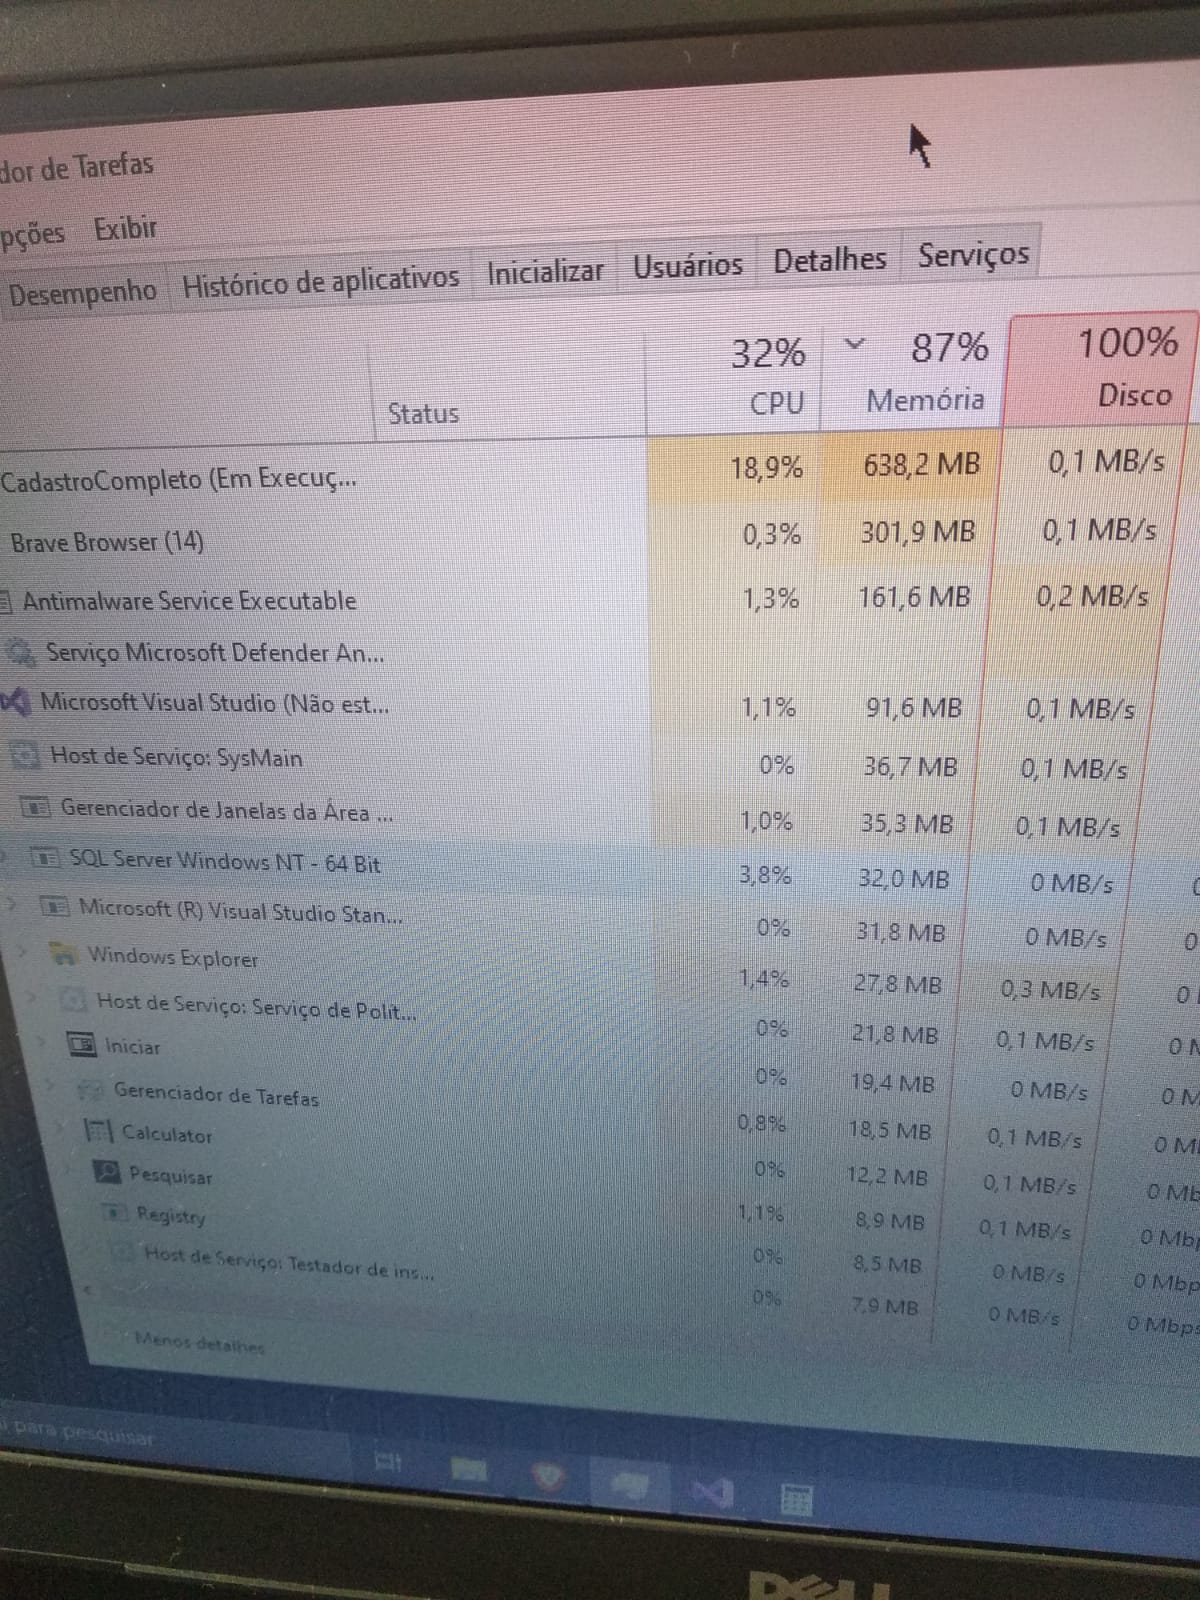 dor de Tarefas
pções Exibir
Desempenho Histórico de aplicativos Inicializar Usuários Detalhes Serviços
32% 87% 100%
Status CPU Memória Disco
CadastroCompleto (Em Execuç... 18,9% 638,2 MB 0,1 MB/s
Brave Browser (14) 0,3% 301,9 MB 0,1 MB/s
Antimalware Service Executable 1,3% 161,6 MB 0,2 MB/s
Serviço Microsoft Defender An...
Microsoft Visual Studio (Não est... 1,1% 91,6 MB 0,1 MB/s
Host de Serviço: SysMain 0% 36,7 MB 0,1 MB/s
Gerenciador de Janelas da Área ... 1,0% 35,3 MB 0,1 MB/s
SQL Server Windows NT - 64 Bit 3,8% 32,0 MB 0 MB/s
Microsoft (R) Visual Studio Stan... 0% 31,8 MB 0 MB/s 0
Windows Explorer 1,4% 27,8 MB 0,3 MB/s 0
Host de Serviço: Serviço de Polít... 0% 21,8 MB 0,1 MB/s 0 M
Iniciar 0% 19,4 MB 0 MB/s 0 M
Gerenciador de Tarefas 0,8% 18,5 MB 0,1 MB/s 0 M
Calculator 0% 12,2 MB 0,1 MB/s 0 Mb
Pesquisar 1,1% 8,9 MB 0,1 MB/s 0 Mbp
Registry 0% 8,5 MB 0 MB/s 0 Mbp
Host de Serviço: Testador de ins... 0% 7,9 MB 0 MB/s 0 Mbps
Menos detalhes
para pesquisar
DELL